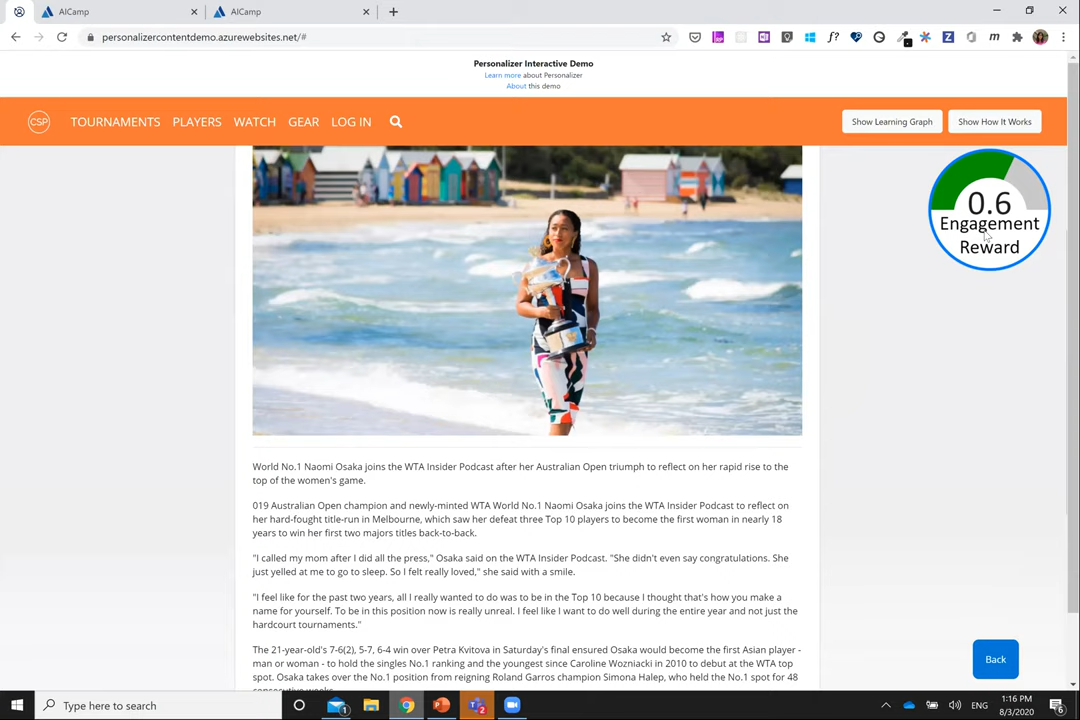 AICamp
AICamp
personalizercontentdemo.azurewebsites.net/#
Personalizer Interactive Demo
Learn more about Personalizer
About this demo
CSP
TOURNAMENTS PLAYERS WATCH GEAR LOG IN
Show Learning Graph
Show How It Works
0.6
Engagement
Reward
World No.1 Naomi Osaka joins the WTA Insider Podcast after her Australian Open triumph to reflect on her rapid rise to the
top of the women's game.
019 Australian Open champion and newly-minted WTA World No.1 Naomi Osaka joins the WTA Insider Podcast to reflect on
her hard-fought title-run in Melbourne, which saw her defeat three Top 10 players to become the first woman in nearly 18
years to win her first two majors titles back-to-back.
"I called my mom after I did all the press," Osaka said on the WTA Insider Podcast. "She didn't even say congratulations. She
just yelled at me to go to sleep. So I felt really loved," she said with a smile.
"I feel like for the past two years, all I really wanted to do was to be in the Top 10 because I thought that's how you make a
name for yourself. To be in this position now is really unreal. I feel like I want to do well during the entire year and not just the
hardcourt tournaments."
The 21-year-old's 7-6(2), 5-7, 6-4 win over Petra Kvitova in Saturday's final ensured Osaka would become the first Asian player -
man or woman - to hold the singles No.1 ranking and the youngest since Caroline Wozniacki in 2010 to debut at the WTA top
spot. Osaka takes over the No.1 position from reigning Roland Garros champion Simona Halep, who held the No.1 spot for 48
consecutive weeks.
Back
Type here to search
ENG
1:16 PM
8/3/2020